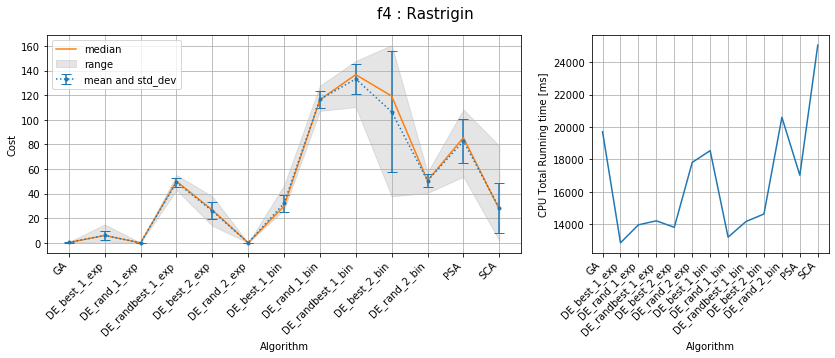 f4 : Rastrigin
median
range
mean and std_dev
Cost
160
140
120
100
80
60
40
20
0
GA
DE_best_1_exp
DE_rand_1_exp
DE_randbest_1_exp
DE_best_2_exp
DE_rand_2_exp
DE_best_1_bin
DE_rand_1_bin
DE_randbest_1_bin
DE_best_2_bin
DE_rand_2_bin
PSA
SCA
Algorithm
CPU Total Running time [ms]
24000
22000
20000
18000
16000
14000
GA
DE_best_1_exp
DE_rand_1_exp
DE_randbest_1_exp
DE_best_2_exp
DE_rand_2_exp
DE_best_1_bin
DE_rand_1_bin
DE_randbest_1_bin
DE_best_2_bin
DE_rand_2_bin
PSA
SCA
Algorithm